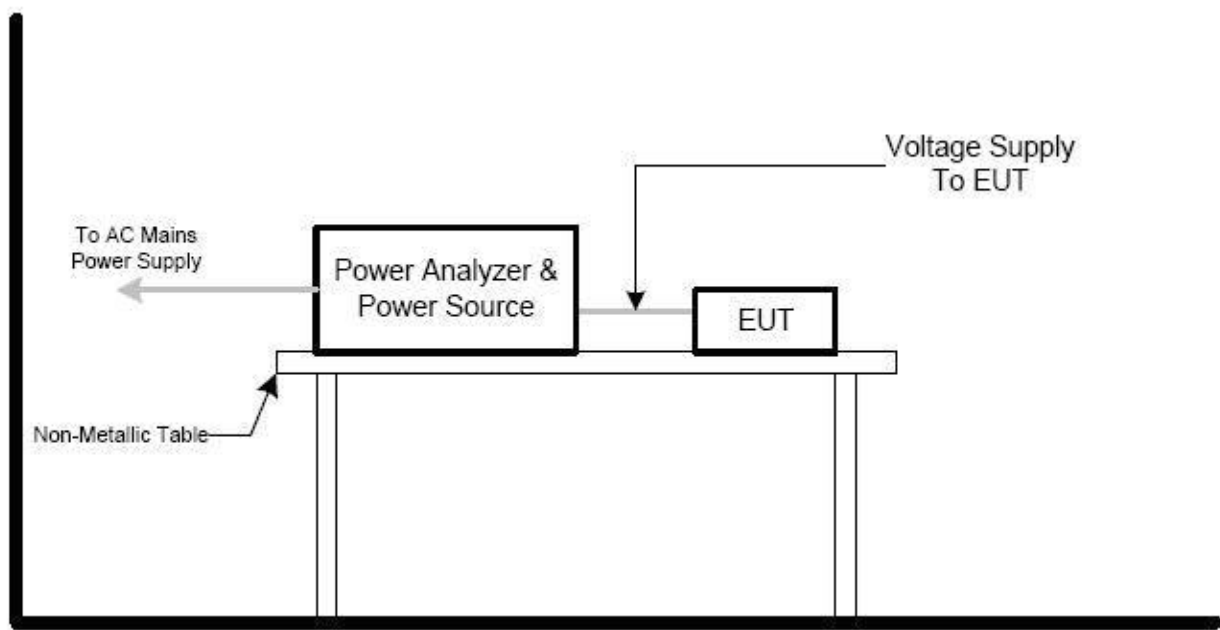 Voltage Supply
To EUT
To AC Mains
Power Supply
Power Analyzer &
Power Source
EUT
Non-Metallic Table